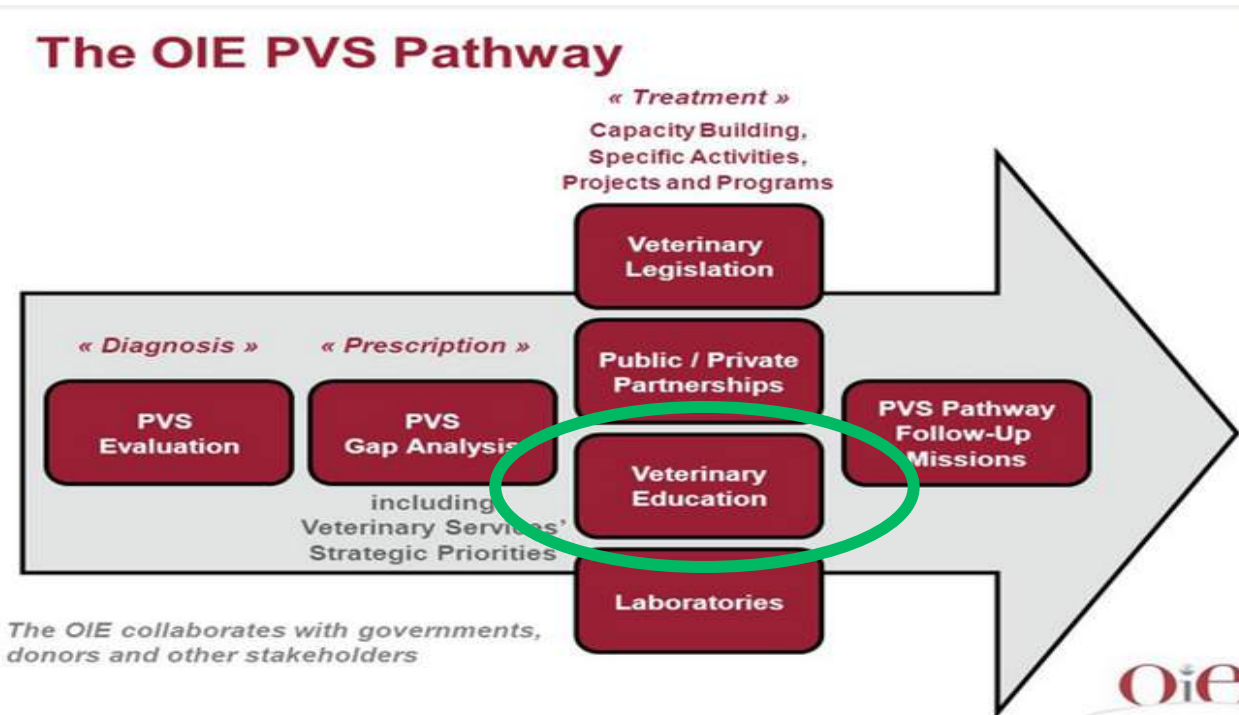 The OIE PVS Pathway
« Treatment »
Capacity Building,
Specific Activities,
Projects and Programs
Veterinary
Legislation
« Diagnosis »
« Prescription »
Public / Private
Partnerships
PVS
Evaluation
PVS
Gap Analysis
PVS Pathway
Follow-Up
Missions
Veterinary
Education
including
Veterinary Services'
Strategic Priorities
Laboratories
The OIE collaborates with governments,
donors and other stakeholders
OiE